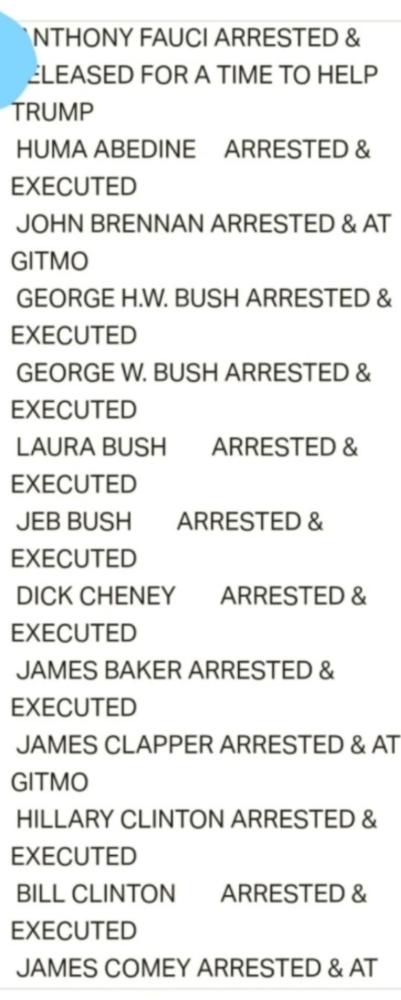 NTHONY FAUCI ARRESTED &
ELEASED FOR A TIME TO HELP
TRUMP
HUMA ABEDINE ARRESTED &
EXECUTED
JOHN BRENNAN ARRESTED & AT
GITMO
GEORGE H.W. BUSH ARRESTED &
EXECUTED
GEORGE W. BUSH ARRESTED &
EXECUTED
LAURA BUSH ARRESTED &
EXECUTED
JEB BUSH ARRESTED &
EXECUTED
DICK CHENEY ARRESTED &
EXECUTED
JAMES BAKER ARRESTED &
EXECUTED
JAMES CLAPPER ARRESTED & AT
GITMO
HILLARY CLINTON ARRESTED &
EXECUTED
BILL CLINTON ARRESTED &
EXECUTED
JAMES COMEY ARRESTED & AT